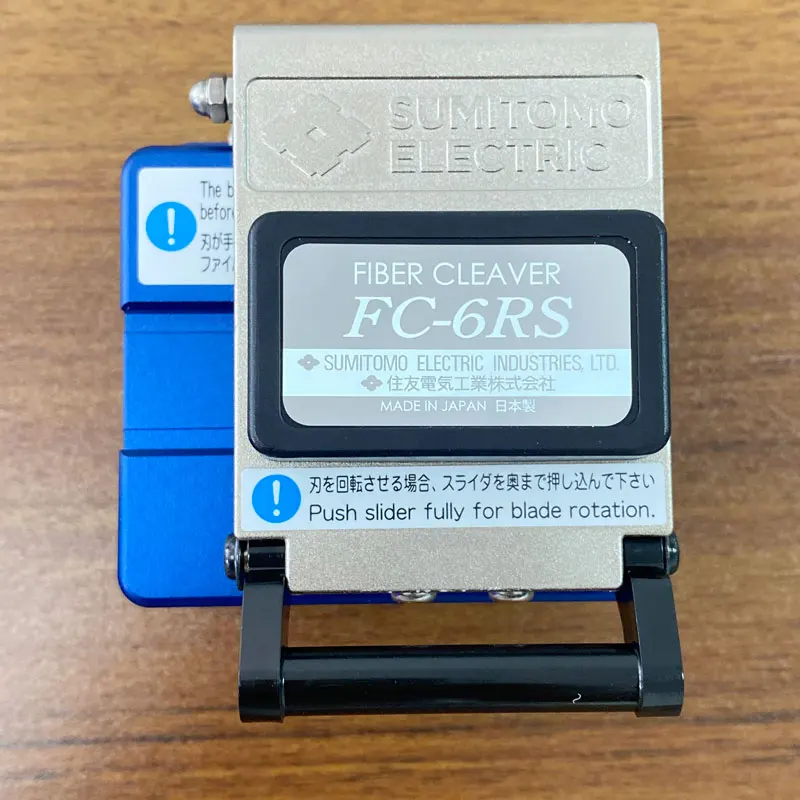 SUMITOMO
ELECTRIC
The b
before
刃が手
ファイ
FIBER CLEAVER
FC-6RS
SUMITOMO ELECTRIC INDUSTRIES, LTD.
住友電気工業株式会社
MADE IN JAPAN 日本製
刃を回転させる場合、スライダを奥まで押し込んで下さい
Push slider fully for blade rotation.